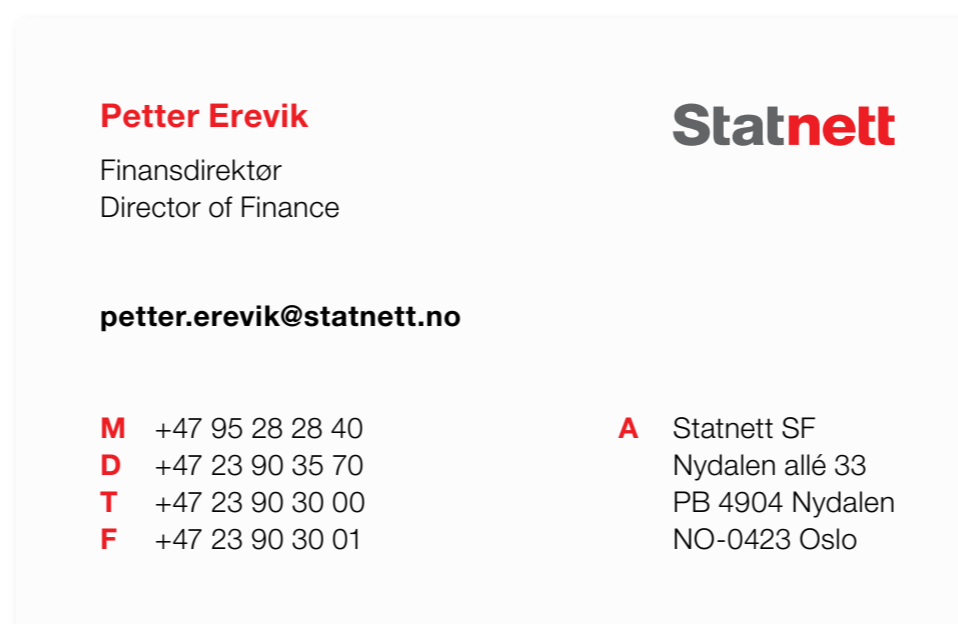 Petter Erevik
Statnett
Finansdirektør
Director of Finance
petter.erevik@statnett.no
M +47 95 28 28 40
D +47 23 90 35 70
T +47 23 90 30 00
F +47 23 90 30 01
A Statnett SF
Nydalen allé 33
PB 4904 Nydalen
NO-0423 Oslo